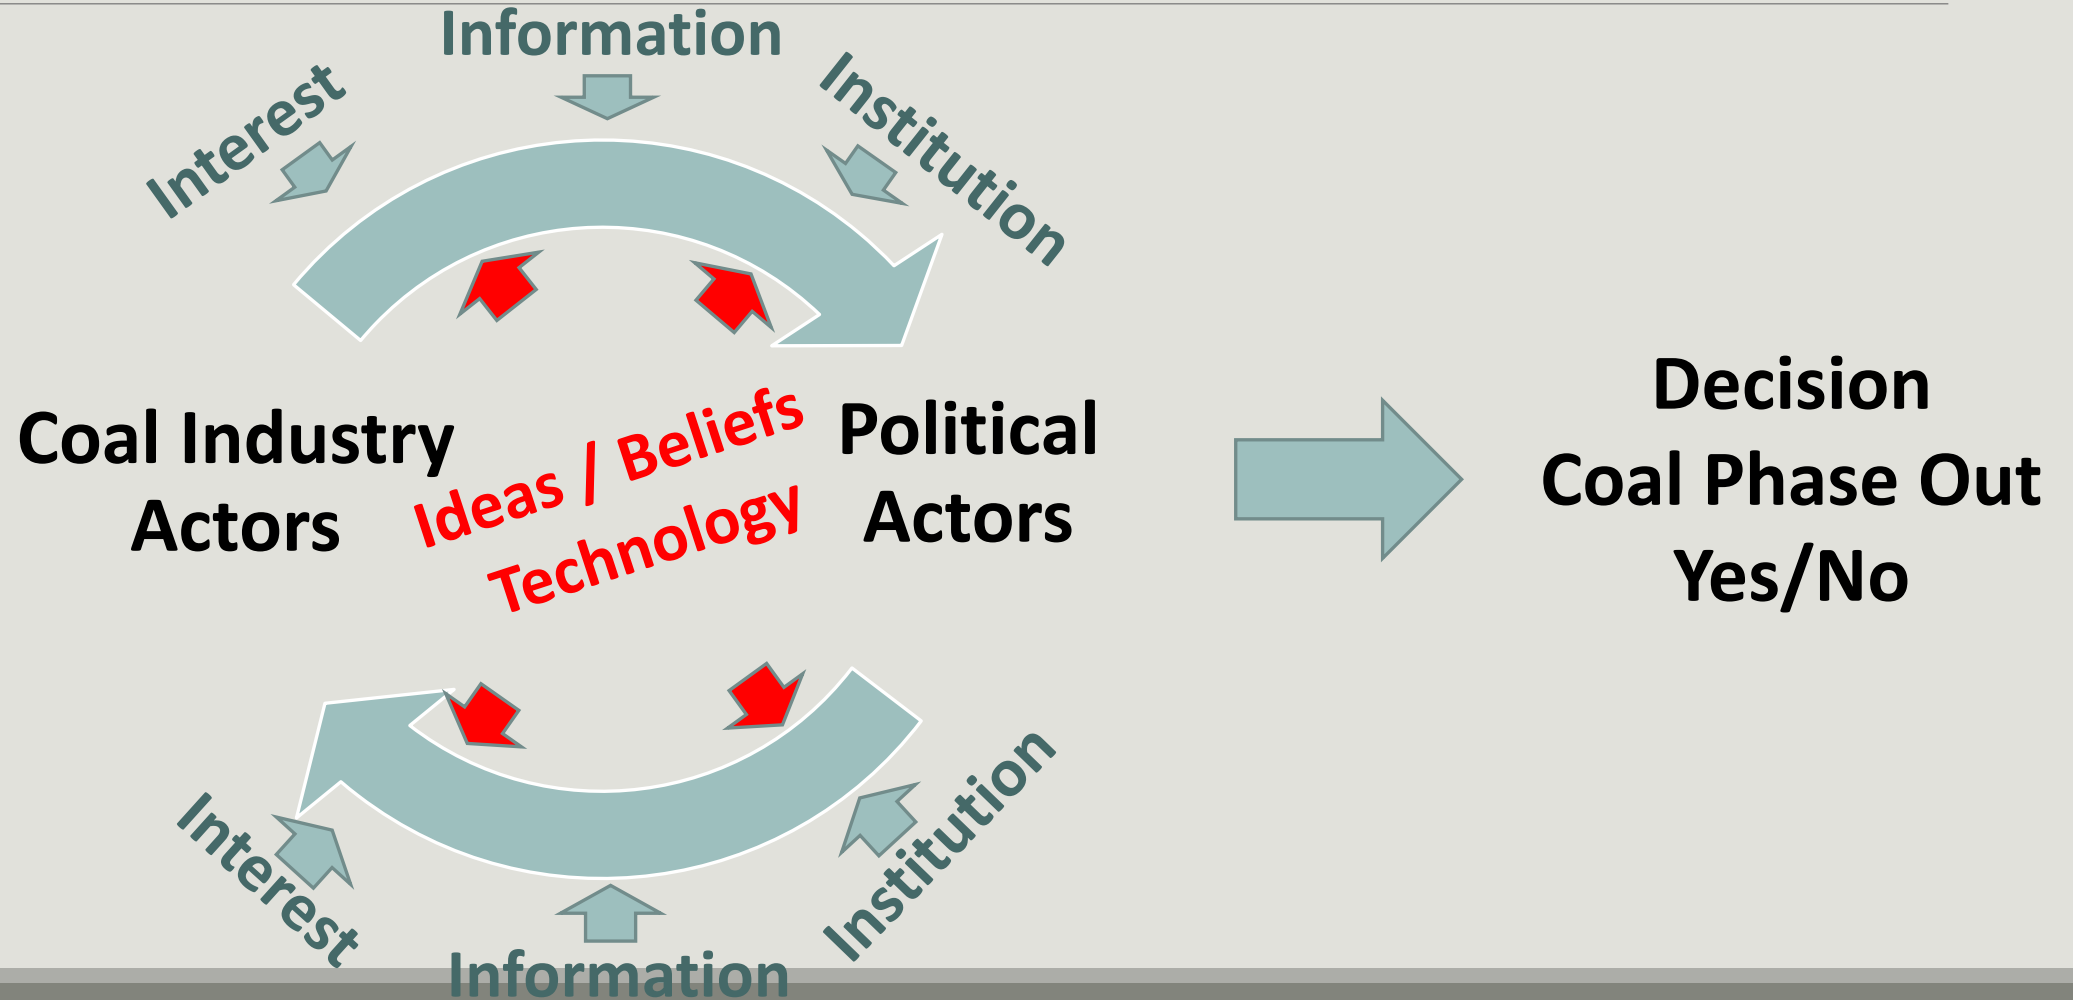 Information
Interest
Institution
Coal Industry
Actors
Ideas / Beliefs
Technology
Political
Actors
Decision
Coal Phase Out
Yes/No
Interest
Information
Institution